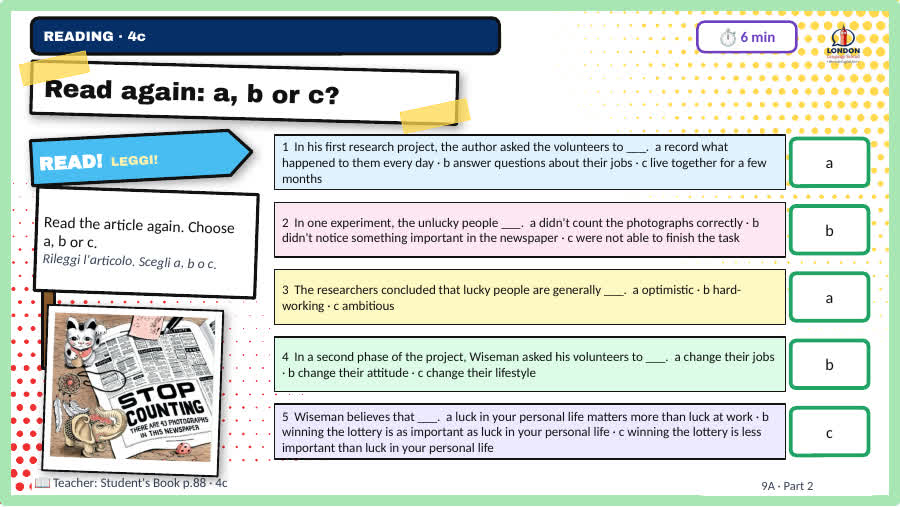 READING · 4c
⏱️ 6 min
LONDON
Read again: a, b or c?
READ! LEGGI!
Read the article again. Choose
a, b or c.
Rileggi l'articolo. Scegli a, b o c.
STOP
COUNTING
THERE ARE 43 PHOTOGRAPHS
IN THIS NEWSPAPER
1 In his first research project, the author asked the volunteers to ___. a record what
happened to them every day · b answer questions about their jobs · c live together for a few
months
a
2 In one experiment, the unlucky people ___. a didn't count the photographs correctly · b
didn't notice something important in the newspaper · c were not able to finish the task
b
3 The researchers concluded that lucky people are generally ___. a optimistic · b hard-
working · c ambitious
a
4 In a second phase of the project, Wiseman asked his volunteers to ___. a change their jobs
· b change their attitude · c change their lifestyle
b
5 Wiseman believes that ___. a luck in your personal life matters more than luck at work · b
winning the lottery is as important as luck in your personal life · c winning the lottery is less
important than luck in your personal life
c
📖 Teacher: Student's Book p.88 · 4c
9A · Part 2